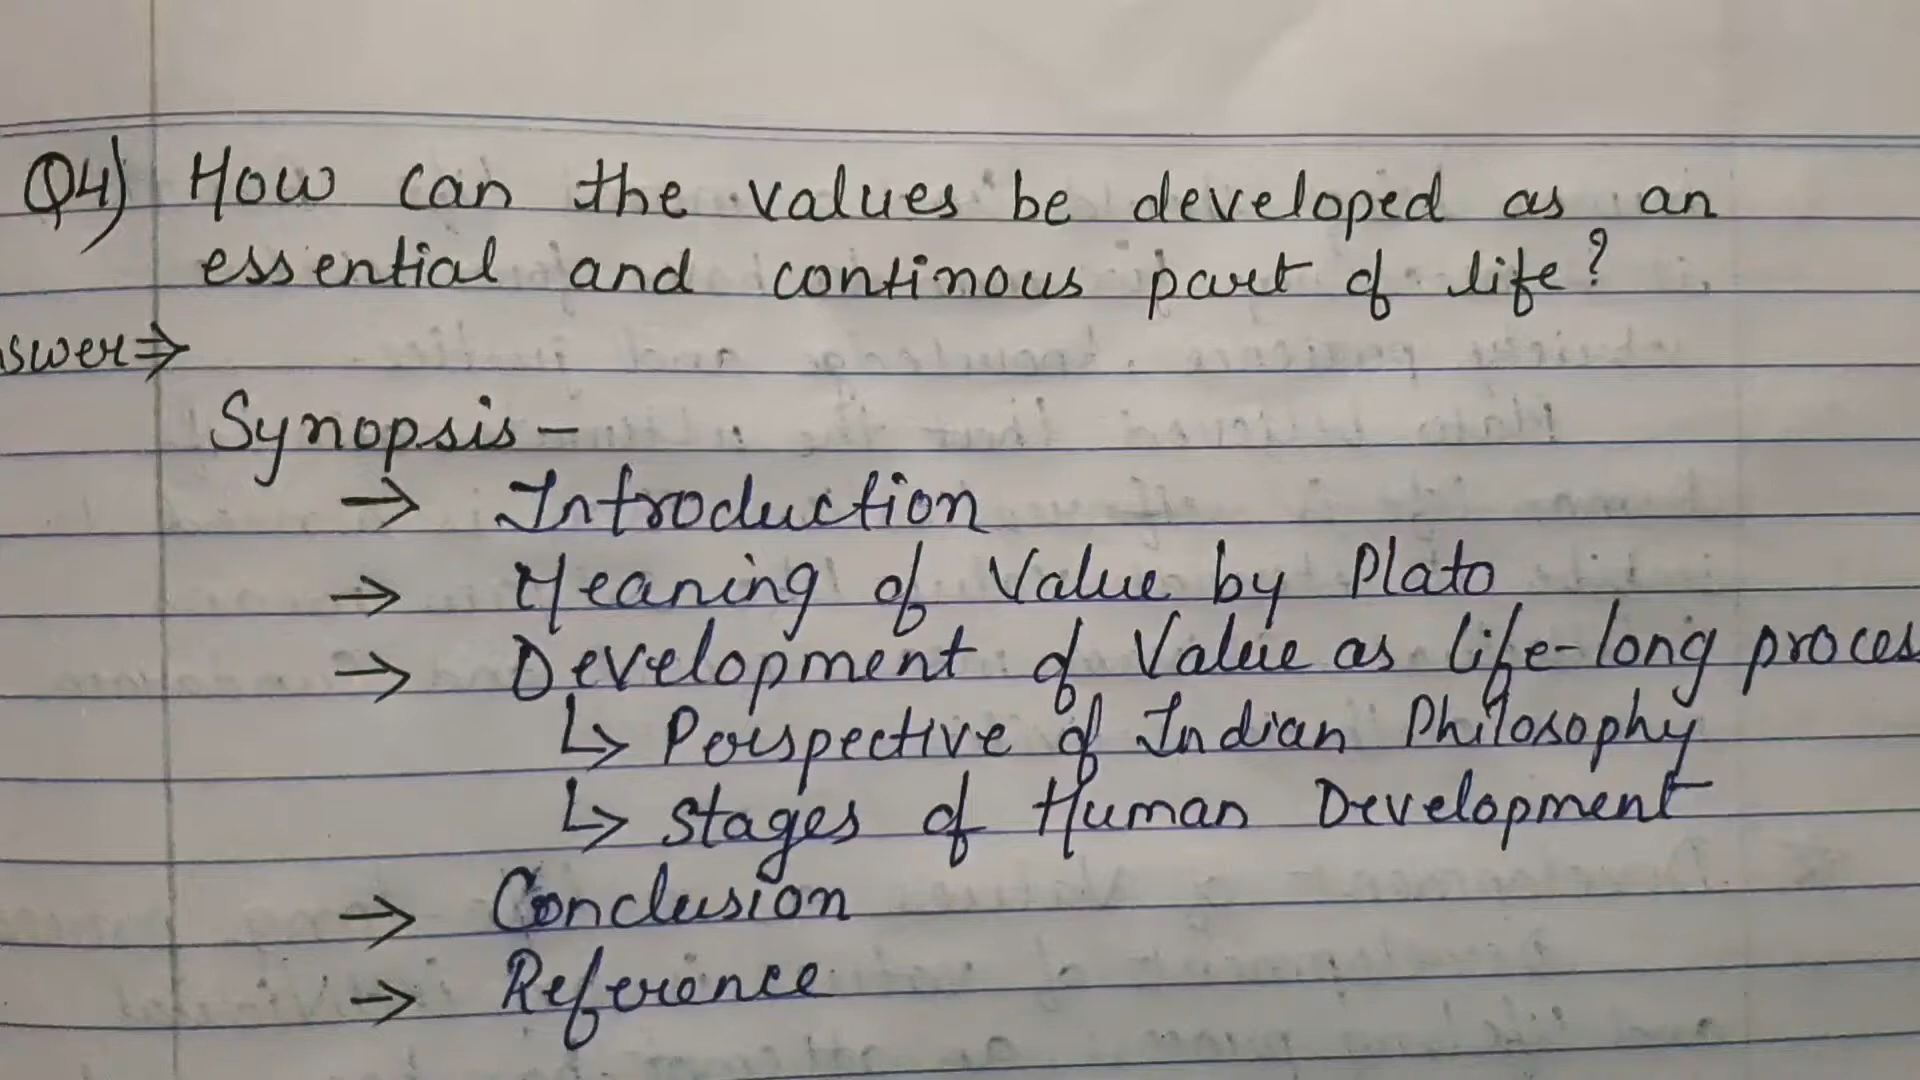 Q4) How can the values be developed as an
essential and continous part of life?
swer⇒
Synopsis -
→ Introduction
→ Meaning of Value by Plato
→ Development of Value as life-long proces
↳ Perspective of Indian Philosophy
↳ Stages of Human Development
→ Conclusion
→ Reference